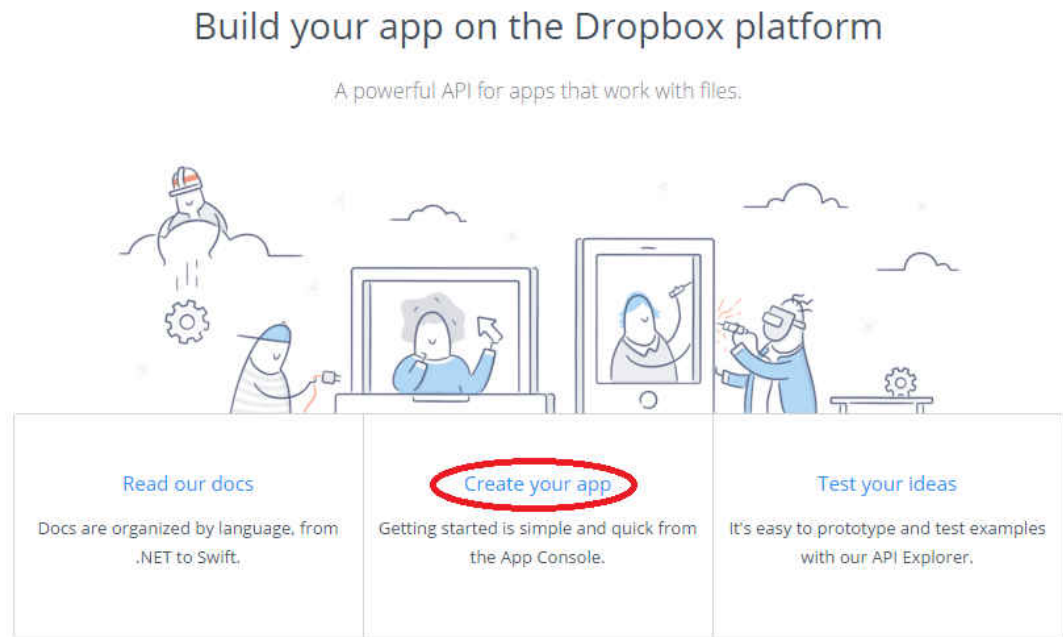 Build your app on the Dropbox platform
A powerful API for apps that work with files.
Read our docs
Docs are organized by language, from
.NET to Swift.
Create your app
Getting started is simple and quick from
the App Console.
Test your ideas
It's easy to prototype and test examples
with our API Explorer.